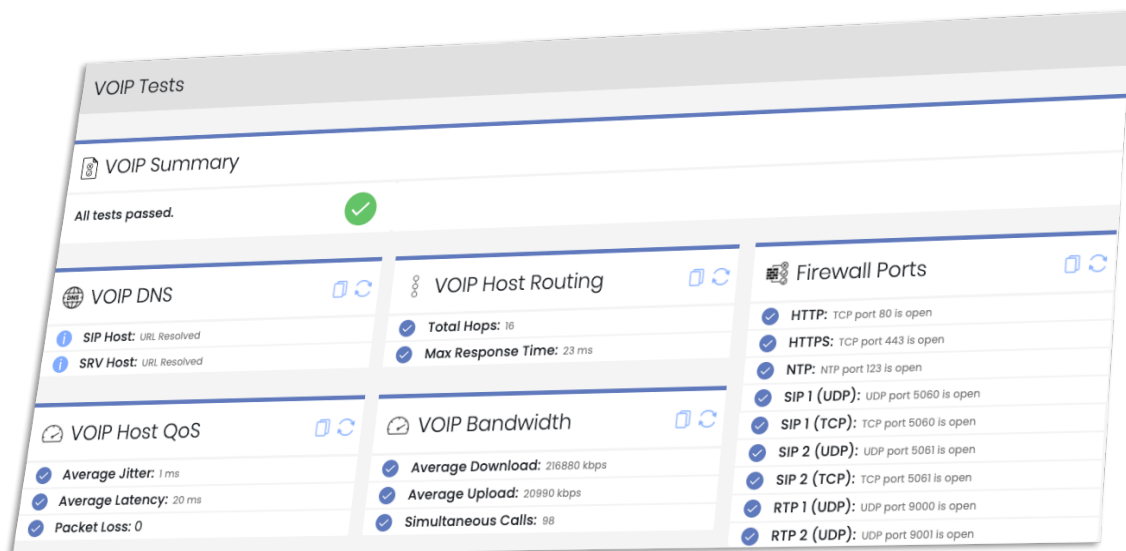 VOIP Tests
VOIP Summary
All tests passed.
DNS
VOIP DNS
SIP Host: URL Resolved
SRV Host: URL Resolved
VOIP Host Routing
Total Hops: 16
Max Response Time: 23 ms
Firewall Ports
HTTP: TCP port 80 is open
HTTPS: TCP port 443 is open
NTP: NTP port 123 is open
SIP 1 (UDP): UDP port 5060 is open
SIP 1 (TCP): TCP port 5060 is open
SIP 2 (UDP): UDP port 5061 is open
SIP 2 (TCP): TCP port 5061 is open
RTP 1 (UDP): UDP port 9000 is open
RTP 2 (UDP): UDP port 9001 is open
VOIP Host QoS
Average Jitter: 1 ms
Average Latency: 20 ms
Packet Loss: 0
VOIP Bandwidth
Average Download: 216880 kbps
Average Upload: 20990 kbps
Simultaneous Calls: 98